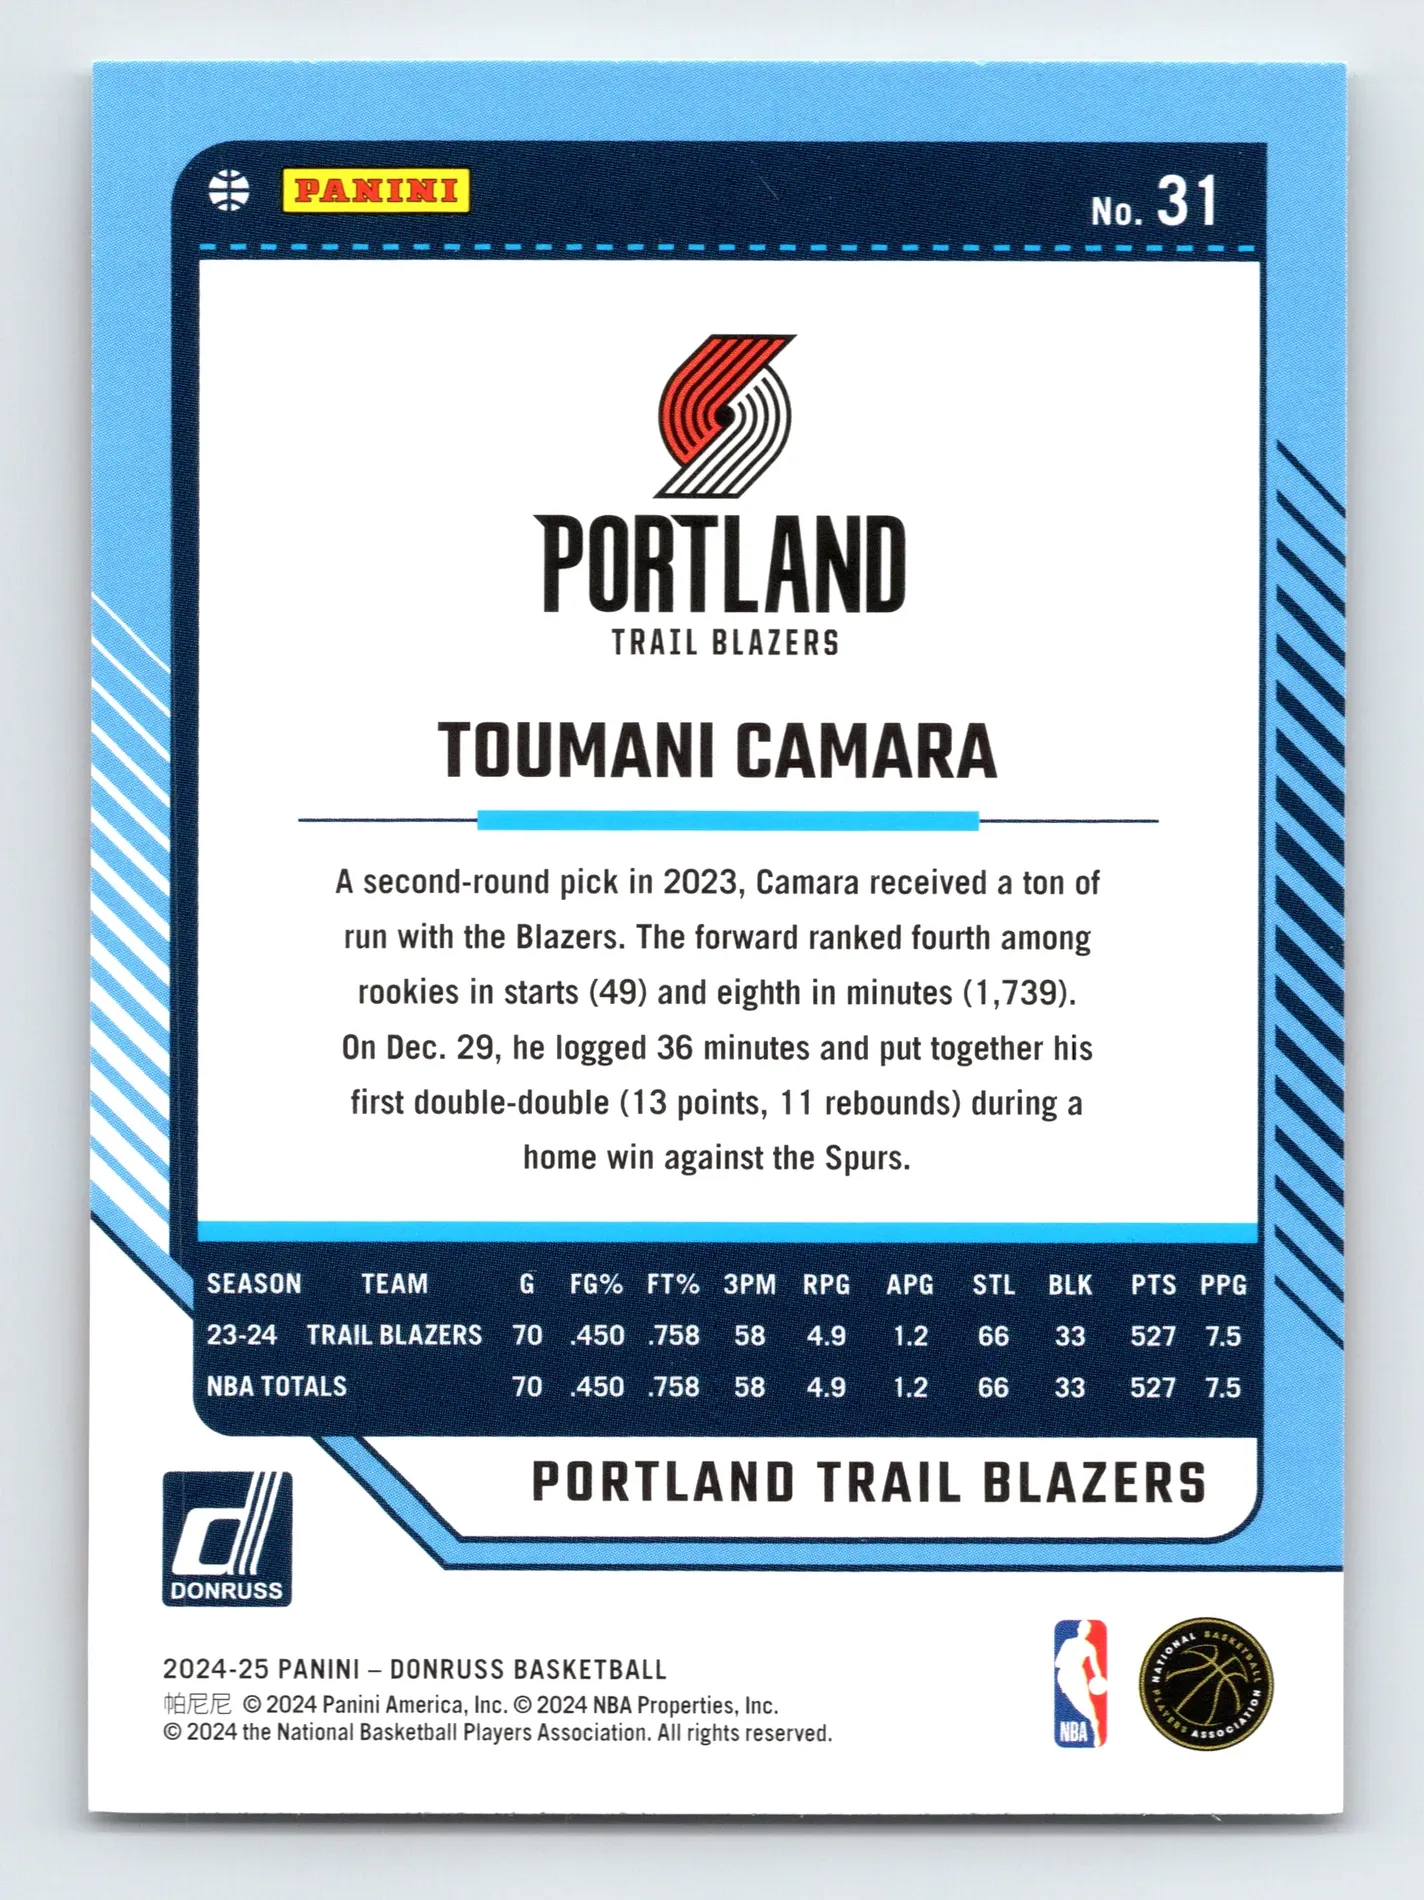 PANINI
No. 31
PORTLAND
TRAIL BLAZERS
TOUMANI CAMARA
A second-round pick in 2023, Camara received a ton of
run with the Blazers. The forward ranked fourth among
rookies in starts (49) and eighth in minutes (1,739).
On Dec. 29, he logged 36 minutes and put together his
first double-double (13 points, 11 rebounds) during a
home win against the Spurs.
SEASON TEAM G FG% FT% 3PM RPG APG STL BLK PTS PPG
23-24 TRAIL BLAZERS 70 .450 .758 58 4.9 1.2 66 33 527 7.5
NBA TOTALS 70 .450 .758 58 4.9 1.2 66 33 527 7.5
PORTLAND TRAIL BLAZERS
d
DONRUSS
2024-25 PANINI – DONRUSS BASKETBALL
帕尼尼 © 2024 Panini America, Inc. © 2024 NBA Properties, Inc.
© 2024 the National Basketball Players Association. All rights reserved.
NBA
NATIONAL BASKETBALL
PLAYERS ASSOCIATION